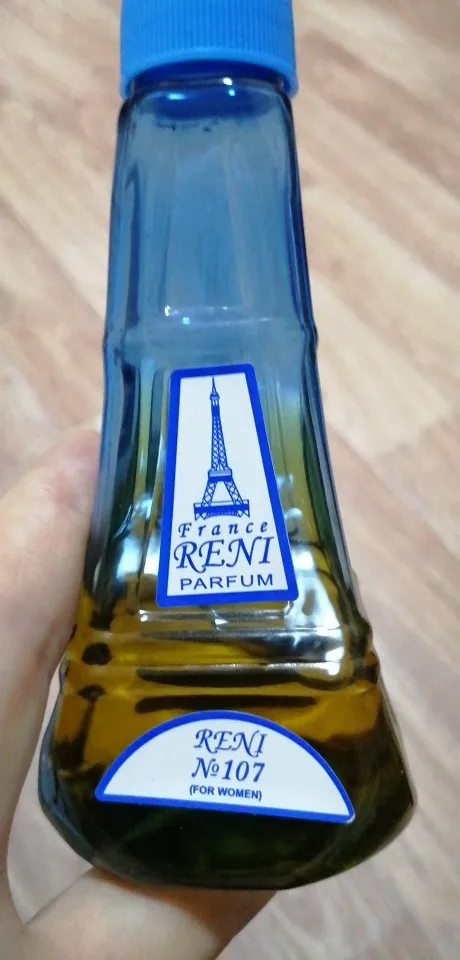 France
RENI
PARFUM
RENI
№107
(FOR WOMEN)